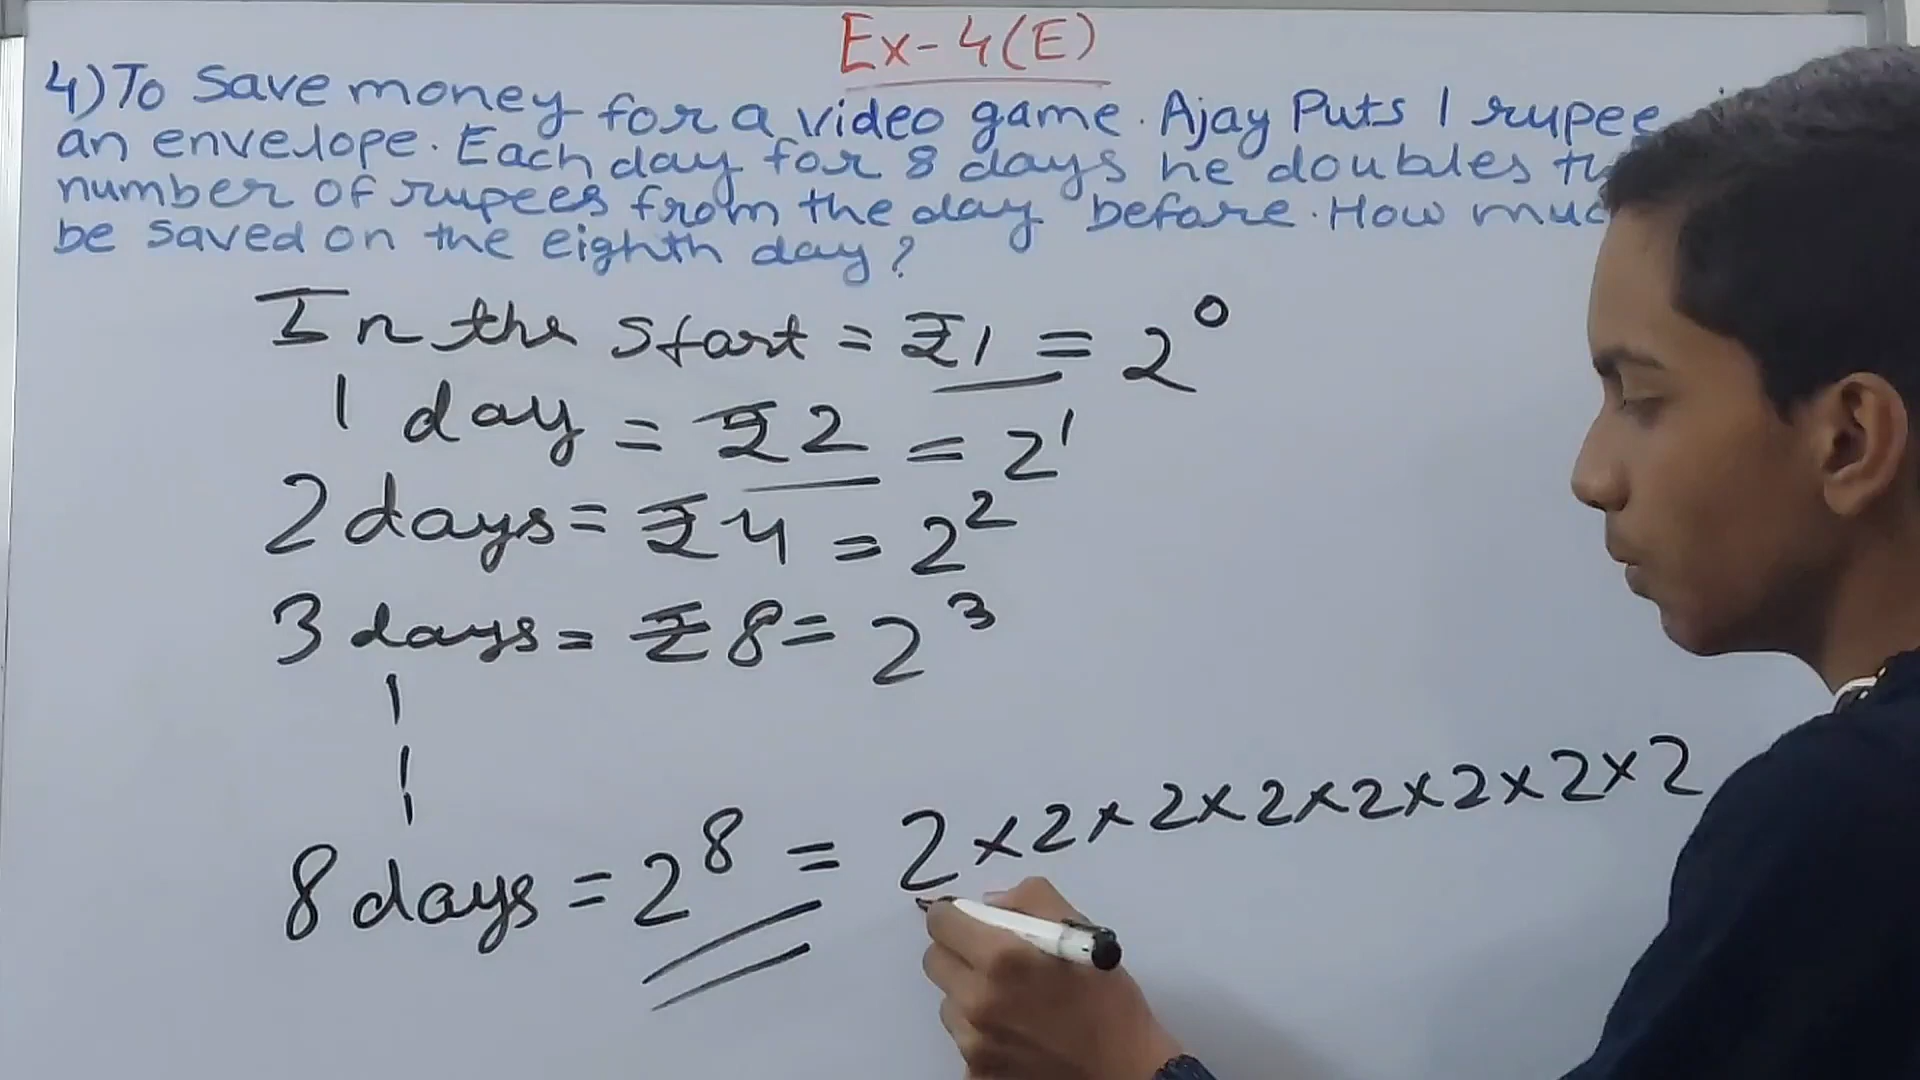 Ex-4(E)
4) To save money for a video game. Ajay Puts 1 rupee
an envelope. Each day for 8 days he doubles
number of rupees from the day before. How
be saved on the eighth day?
In the start = ₹1 = 2⁰
1 day = ₹2 = 2¹
2 days = ₹4 = 2²
3 days = ₹8 = 2³
8 days = 2⁸ = 2×2×2×2×2×2×2×2